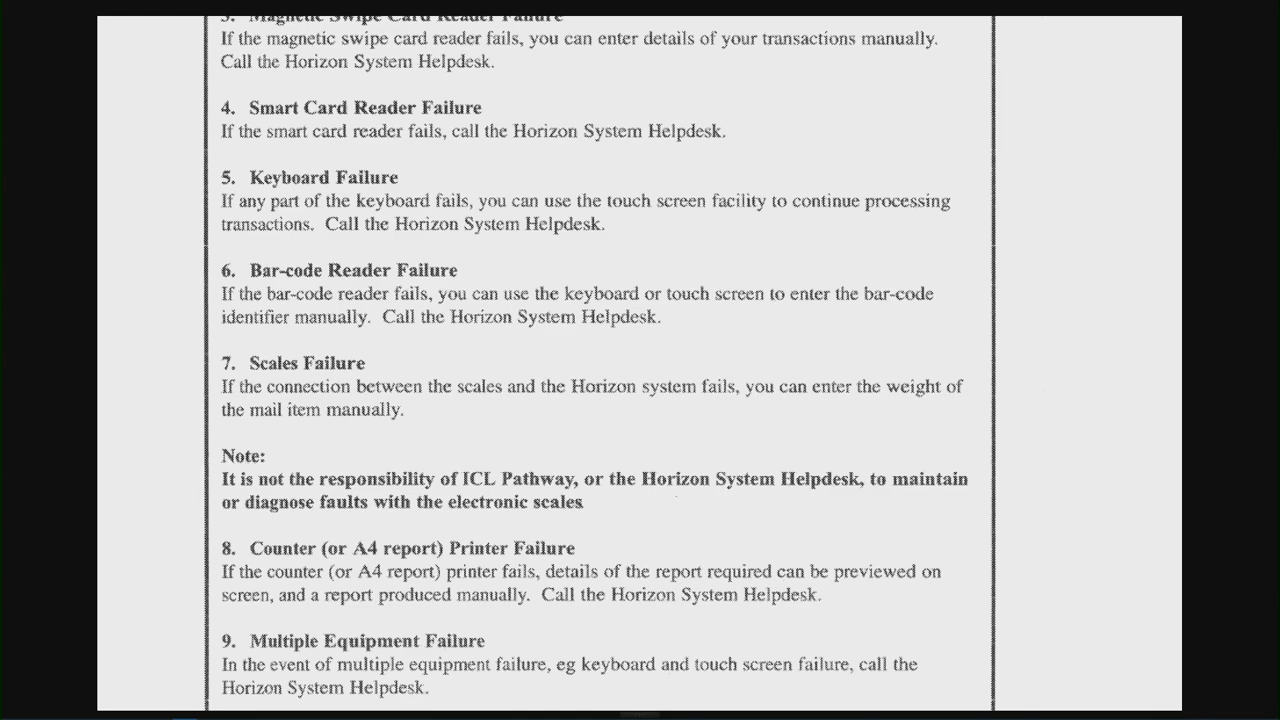 3. Magnetic Swipe Card Reader Failure
If the magnetic swipe card reader fails, you can enter details of your transactions manually.
Call the Horizon System Helpdesk.
4. Smart Card Reader Failure
If the smart card reader fails, call the Horizon System Helpdesk.
5. Keyboard Failure
If any part of the keyboard fails, you can use the touch screen facility to continue processing
transactions. Call the Horizon System Helpdesk.
6. Bar-code Reader Failure
If the bar-code reader fails, you can use the keyboard or touch screen to enter the bar-code
identifier manually. Call the Horizon System Helpdesk.
7. Scales Failure
If the connection between the scales and the Horizon system fails, you can enter the weight of
the mail item manually.
Note:
It is not the responsibility of ICL Pathway, or the Horizon System Helpdesk, to maintain
or diagnose faults with the electronic scales
8. Counter (or A4 report) Printer Failure
If the counter (or A4 report) printer fails, details of the report required can be previewed on
screen, and a report produced manually. Call the Horizon System Helpdesk.
9. Multiple Equipment Failure
In the event of multiple equipment failure, eg keyboard and touch screen failure, call the
Horizon System Helpdesk.